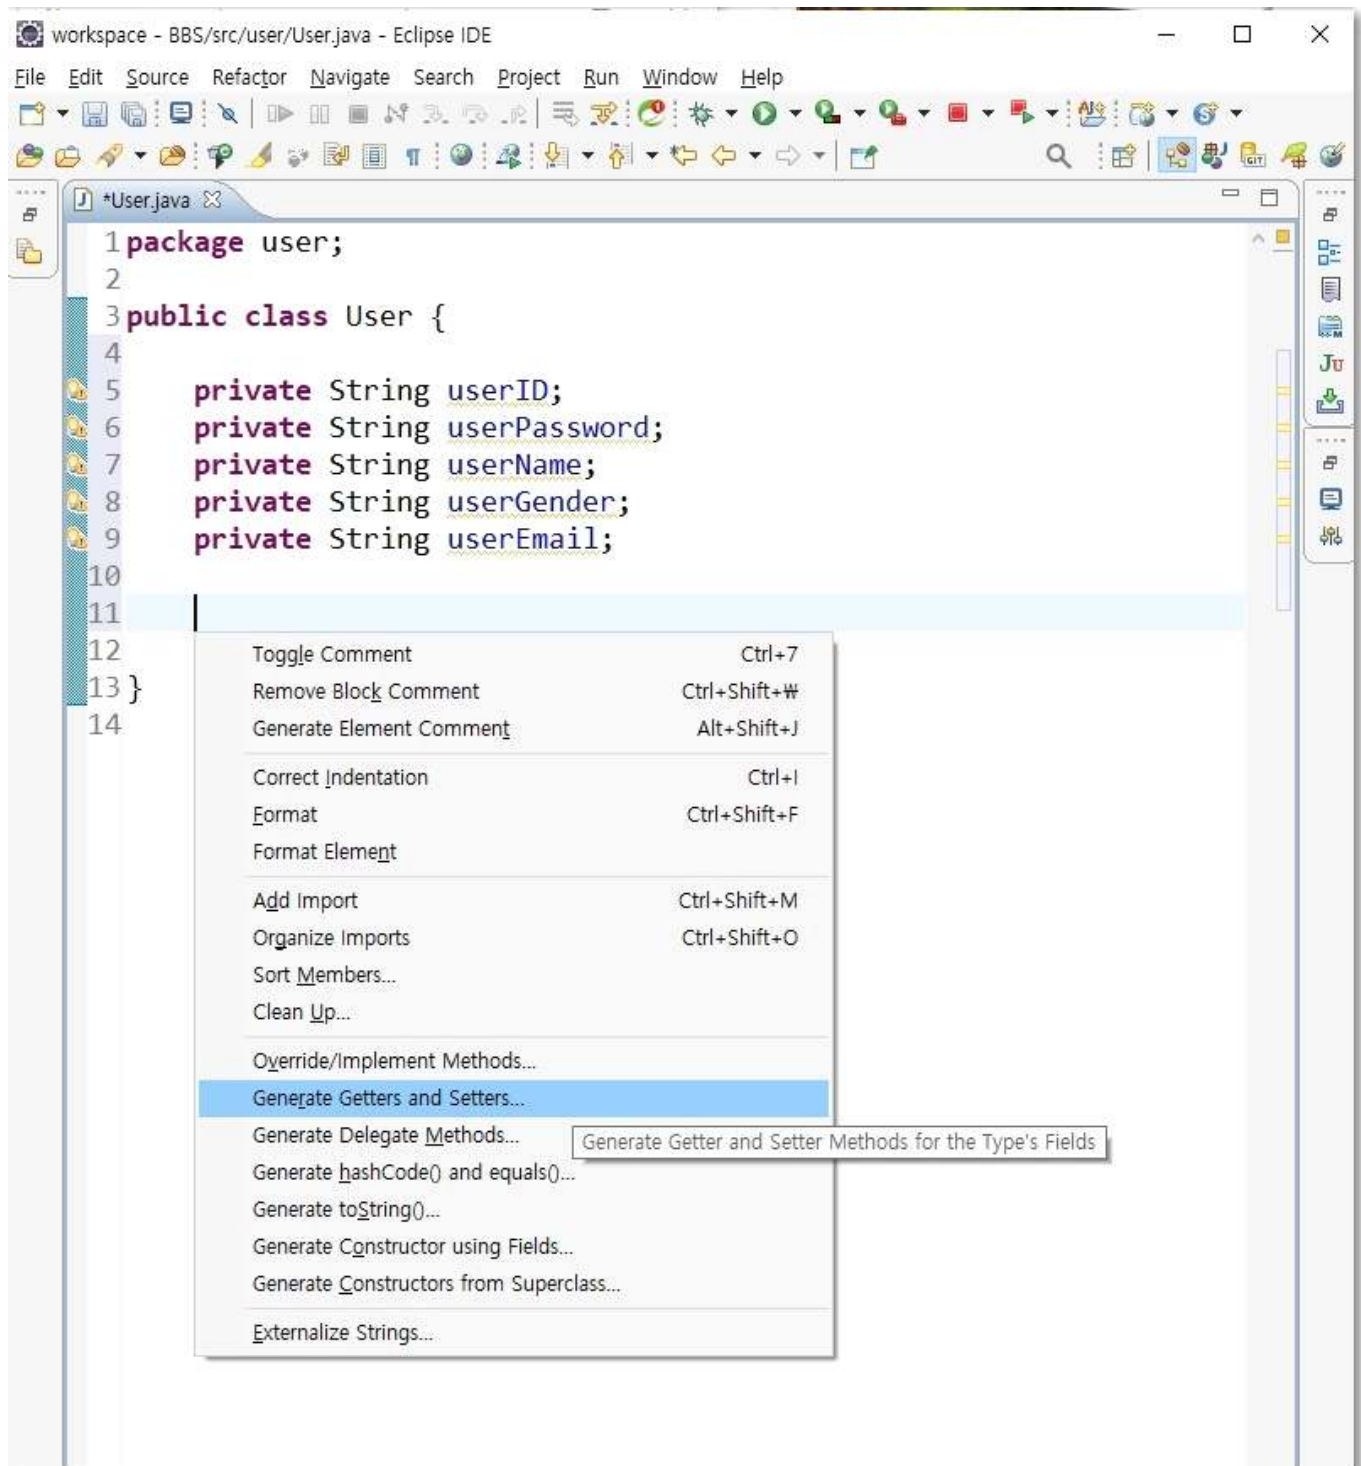 workspace - BBS/src/user/User.java - Eclipse IDE
File Edit Source Refactor Navigate Search Project Run Window Help
*User.java
1 package user;
2
3 public class User {
4
5 private String userID;
6 private String userPassword;
7 private String userName;
8 private String userGender;
9 private String userEmail;
10
11
12
13 }
14
Toggle Comment Ctrl+7
Remove Block Comment Ctrl+Shift+₩
Generate Element Comment Alt+Shift+J
Correct Indentation Ctrl+I
Format Ctrl+Shift+F
Format Element
Add Import Ctrl+Shift+M
Organize Imports Ctrl+Shift+O
Sort Members...
Clean Up...
Override/Implement Methods...
Generate Getters and Setters...
Generate Delegate Methods...
Generate Getter and Setter Methods for the Type's Fields
Generate hashCode() and equals()...
Generate toString()...
Generate Constructor using Fields...
Generate Constructors from Superclass...
Externalize Strings...